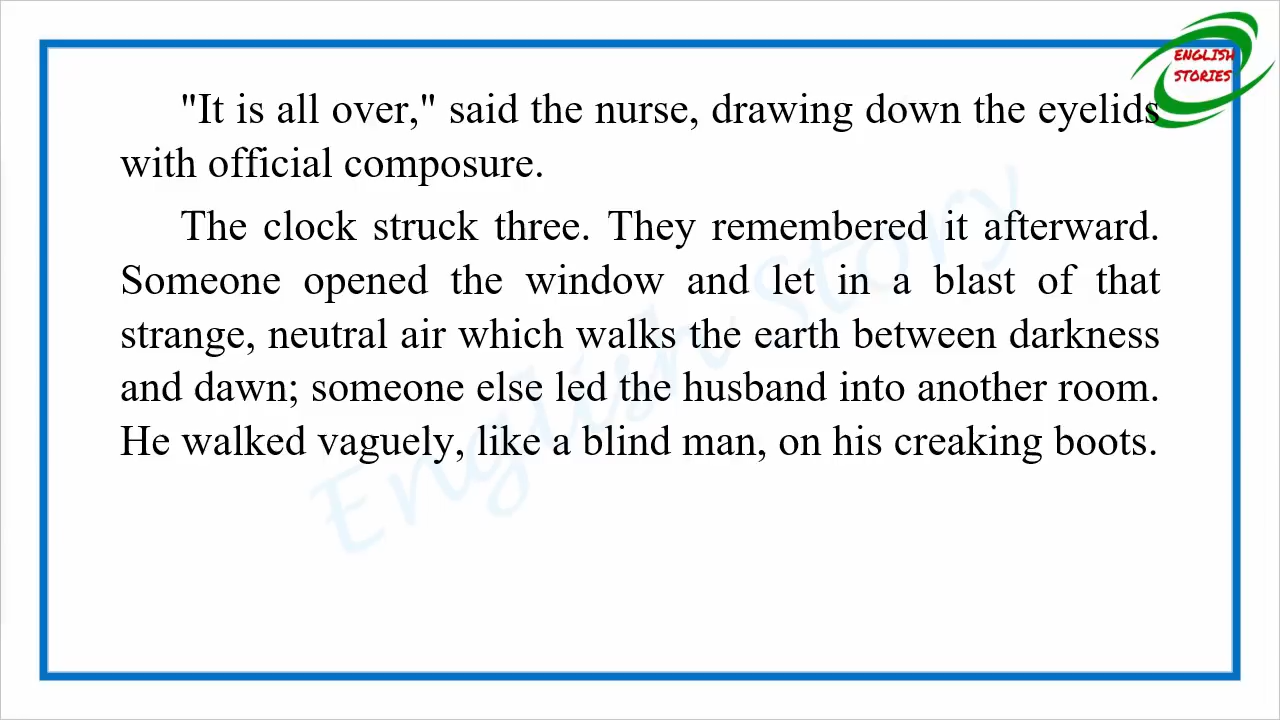 ENGLISH
STORIES
"It is all over," said the nurse, drawing down the eyelids
with official composure.
The clock struck three. They remembered it afterward.
Someone opened the window and let in a blast of that
strange, neutral air which walks the earth between darkness
and dawn; someone else led the husband into another room.
He walked vaguely, like a blind man, on his creaking boots.
English Story